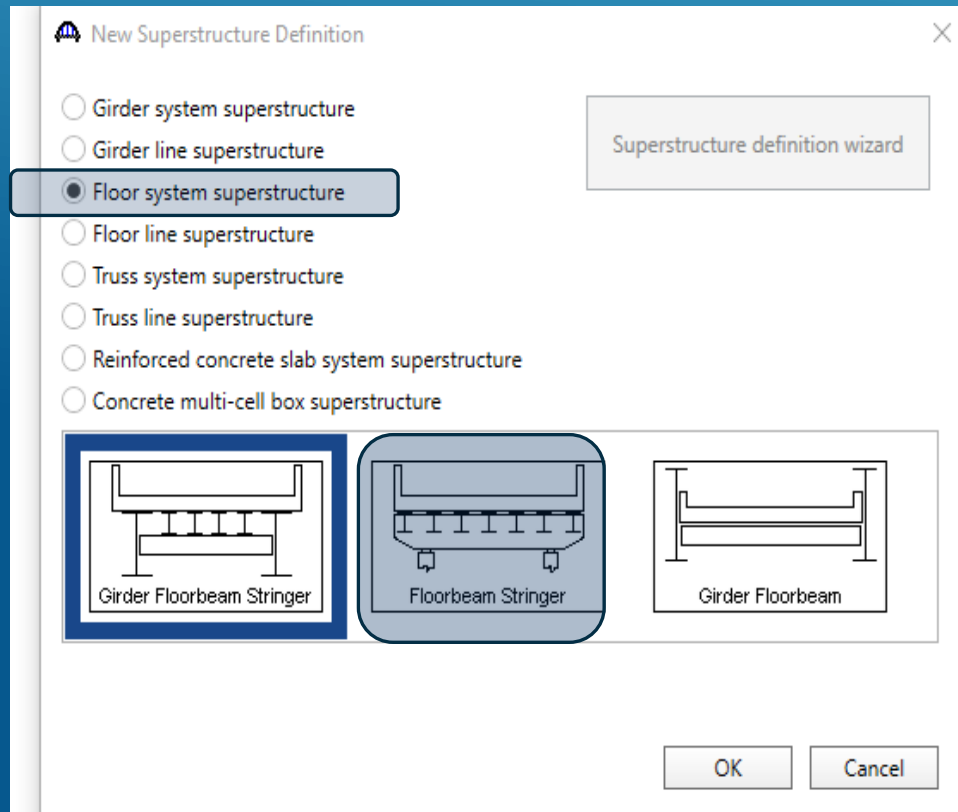 New Superstructure Definition
Girder system superstructure
Girder line superstructure
Superstructure definition wizard
Floor system superstructure
Floor line superstructure
Truss system superstructure
Truss line superstructure
Reinforced concrete slab system superstructure
Concrete multi-cell box superstructure
Girder Floorbeam Stringer
Floorbeam Stringer
Girder Floorbeam
OK
Cancel